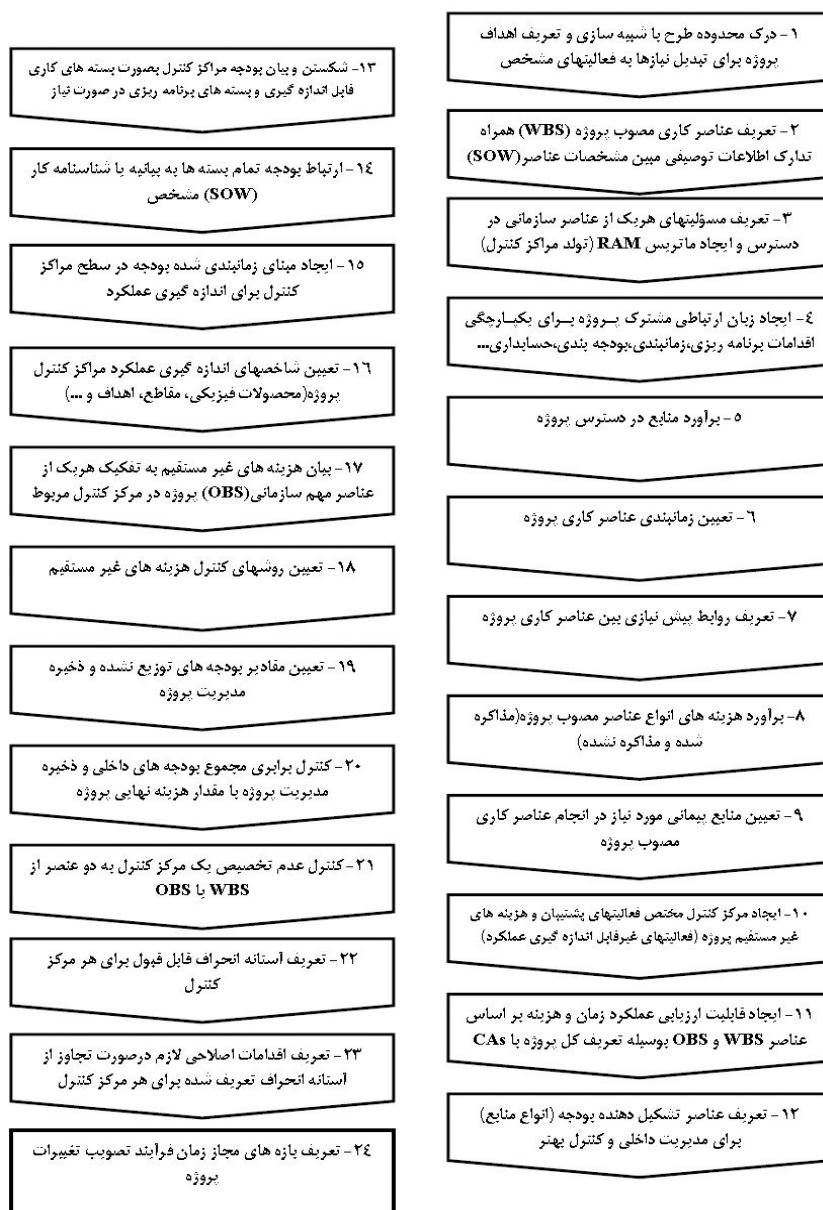 ۱- درک محدوده طرح با شبیه سازی و تعریف اهداف
پروژه برای تبدیل نیازها به فعالیتهای مشخص
۲- تعریف عناصر کاری مصوب پروژه (WBS) همراه
تدارک اطلاعات توصیفی مبین مشخصات عناصر(SOW)
۳- تعریف مسؤلیتهای هریک از عناصر سازمانی در
دسترس و ایجاد ماتریس RAM (تولد مراکز کنترل)
٤- ایجاد زبان ارتباطی مشترک پـــروژه بـــرای یکپـارچگی
اقدامات برنامه ریزی،زمانبندی،بودجه بندی،حسابداری...
۵- برآورد منابع در دسترس پروژه
٦- تعیین زمانبندی عناصر کاری پروژه
۷- تعریف روابط پیش نیازی بین عناصر کاری پروژه
۸- برآورد هزینه های انواع عناصر مصوب پروژه(مذاکره
شده و مذاکره نشده)
۹- تعیین منابع پیمانی مورد نیاز در انجام عناصر کاری
مصوب پروژه
۱۰- ایجاد مرکز کنترل مختص فعالیتهای پشتیبان و هزینه های
غیر مستقیم پروژه (فعالیتهای غیرقابل اندازه گیری عملکرد)
۱۱- ایجاد قابلیت ارزیابی عملکرد زمان و هزینه بر اساس
عناصر WBS و OBS بوسیله تعریف کل پروژه با CAs
۱۲- تعریف عناصر تشکیل دهنده بودجه (انواع منابع)
برای مدیریت داخلی و کنترل بهتر
۱۳- شکستن و بیان بودجه مراکز کنترل بصورت بسته های کاری
قابل اندازه گیری و بسته های برنامه ریزی در صورت نیاز
۱٤- ارتباط بودجه تمام بسته ها به بیانیه یا شناسنامه کار
(SOW) مشخص
۱۵- ایجاد مبنای زمانبندی شده بودجه در سطح مراکز
کنترل برای اندازه گیری عملکرد
۱٦- تعیین شاخصهای اندازه گیری عملکرد مراکز کنترل
پروژه(محصولات فیزیکی، مقاطع، اهداف و ...)
۱۷- بیان هزینه های غیر مستقیم به تفکیک هریک از
عناصر مهم سازمانی(OBS) پروژه در مرکز کنترل مربوط
۱۸- تعیین روشهای کنترل هزینه های غیر مستقیم
۱۹- تعیین مقادیر بودجه های توزیع نشده و ذخیره
مدیریت پروژه
۲۰- کنترل برابری مجموع بودجه های داخلی و ذخیره
مدیریت پروژه با مقدار هزینه نهایی پروژه
۲۱- کنترل عدم تخصیص یک مرکز کنترل به دو عنصر از
WBS یا OBS
۲۲- تعریف آستانه انحراف قابل قبول برای هر مرکز
کنترل
۲۳- تعریف اقدامات اصلاحی لازم درصورت تجاوز از
آستانه انحراف تعریف شده برای هر مرکز کنترل
۲٤- تعریف بازه های مجاز زمان فرآیند تصویب تغییرات
پروژه